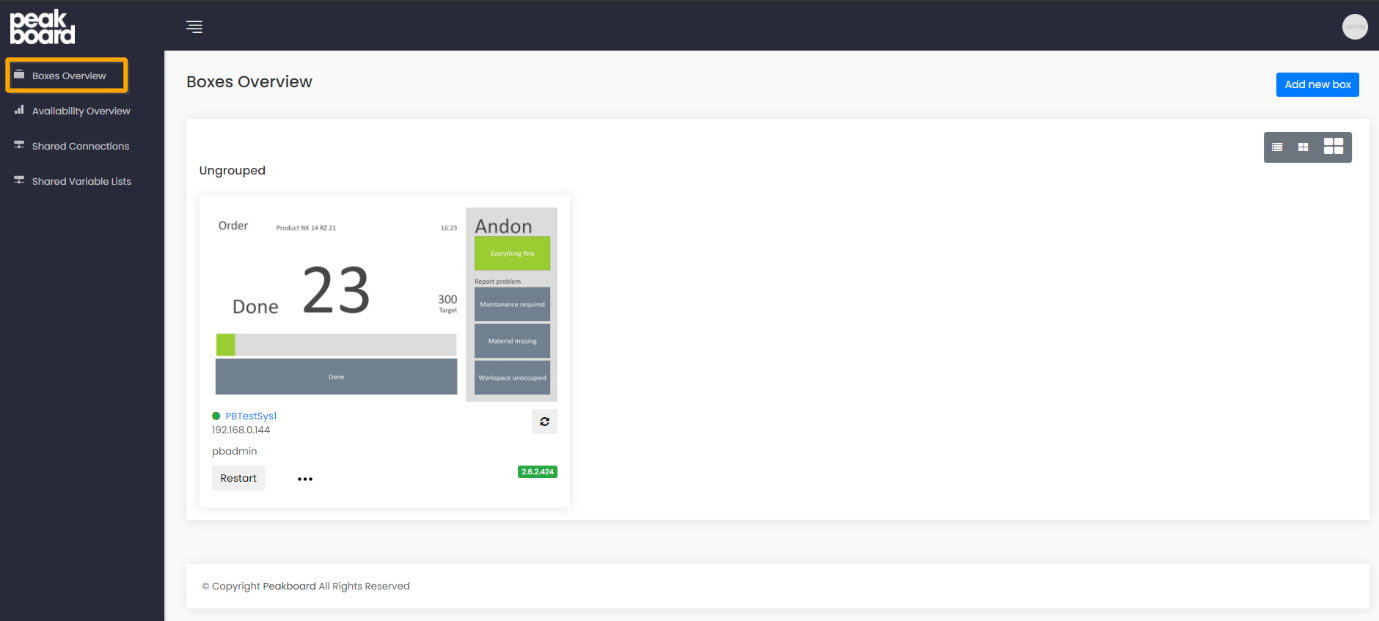 peak
board
Boxes Overview
Availability Overview
Shared Connections
Shared Variable Lists
Boxes Overview
Add new box
Ungrouped
Order
Product NK 14 RZ 21
16:23
Done
23
300
Target
Done
Andon
Everything fine
Report problem
Maintanance required
Material missing
Workspace unoccupied
PBTestSys1
192.168.0.144
pbadmin
Restart
2.6.2.424
© Copyright Peakboard All Rights Reserved